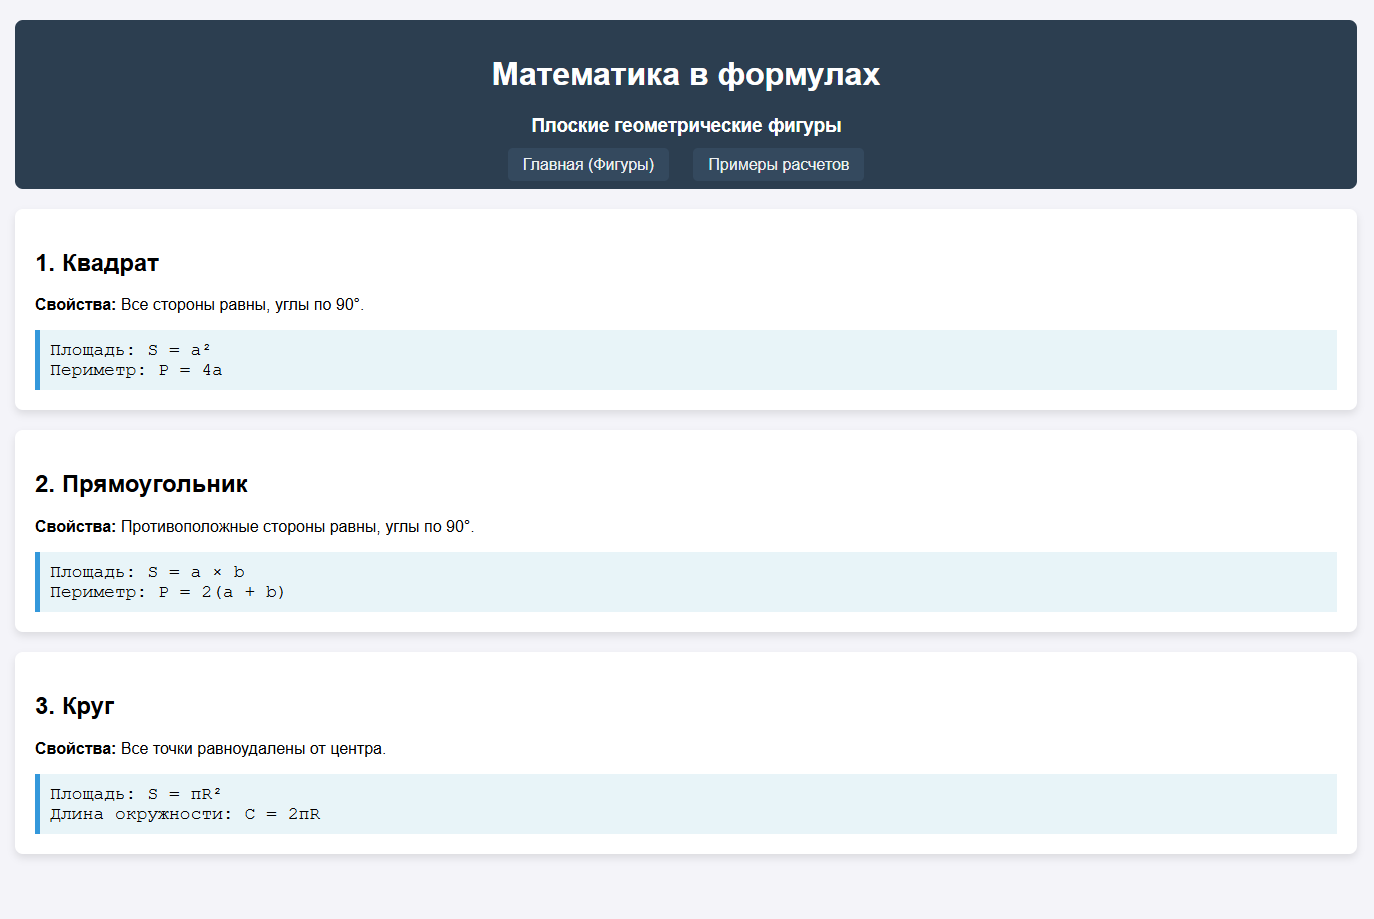 Математика в формулах
Плоские геометрические фигуры
Главная (Фигуры) Примеры расчетов
1. Квадрат
Свойства: Все стороны равны, углы по 90°.
Площадь: S = a²
Периметр: P = 4a
2. Прямоугольник
Свойства: Противоположные стороны равны, углы по 90°.
Площадь: S = a × b
Периметр: P = 2(a + b)
3. Круг
Свойства: Все точки равноудалены от центра.
Площадь: S = πR²
Длина окружности: C = 2πR